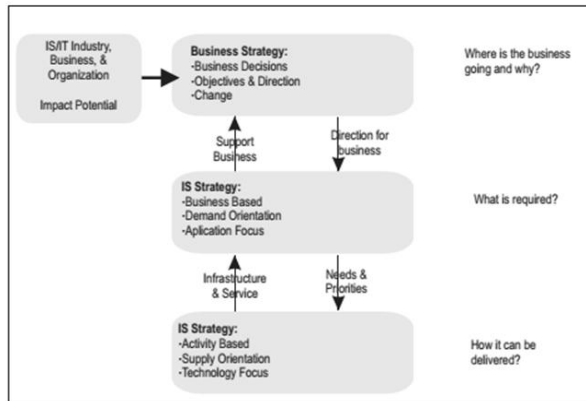 IS/IT Industry,
Business, &
Organization
Impact Potential
Business Strategy:
•Business Decisions
•Objectives & Direction
•Change
Where is the business
going and why?
Support
Business
Direction for
business
IS Strategy:
•Business Based
•Demand Orientation
•Aplication Focus
What is required?
Infrastructure
& Service
Needs &
Priorities
IS Strategy:
•Activity Based
•Supply Orientation
•Technology Focus
How it can be
delivered?